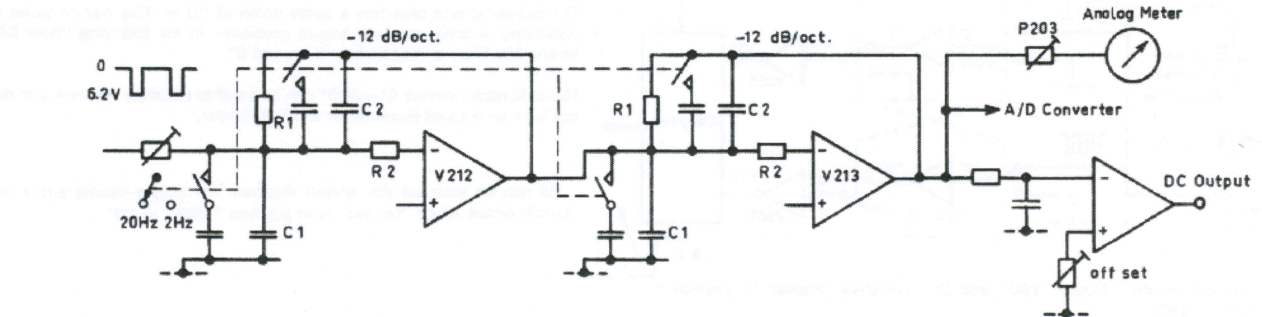 Analog Meter
P203
-12 dB/oct.
-12 dB/oct.
0
6.2V
A/D Converter
R1
C2
R1
C2
R2
V212
R2
V213
DC Output
20Hz 2Hz
C1
C1
off set